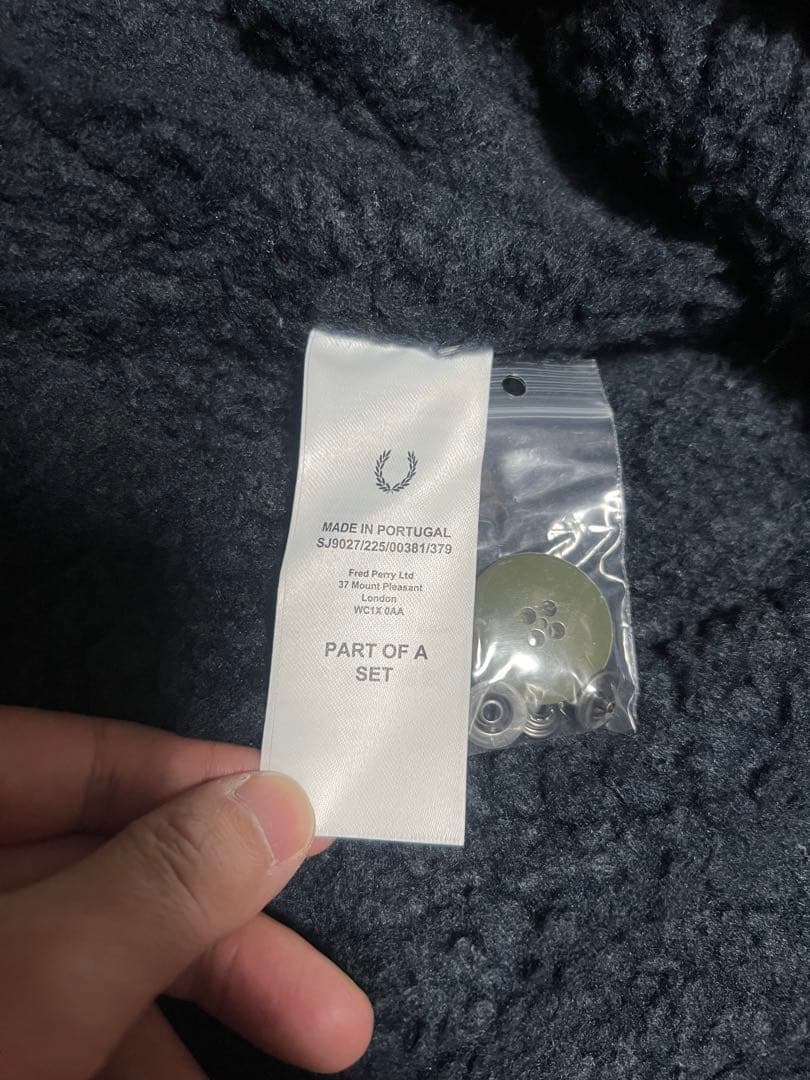 MADE IN PORTUGAL
SJ9027/225/00381/379
Fred Perry Ltd
37 Mount Pleasant
London
WC1X 0AA
PART OF A
SET